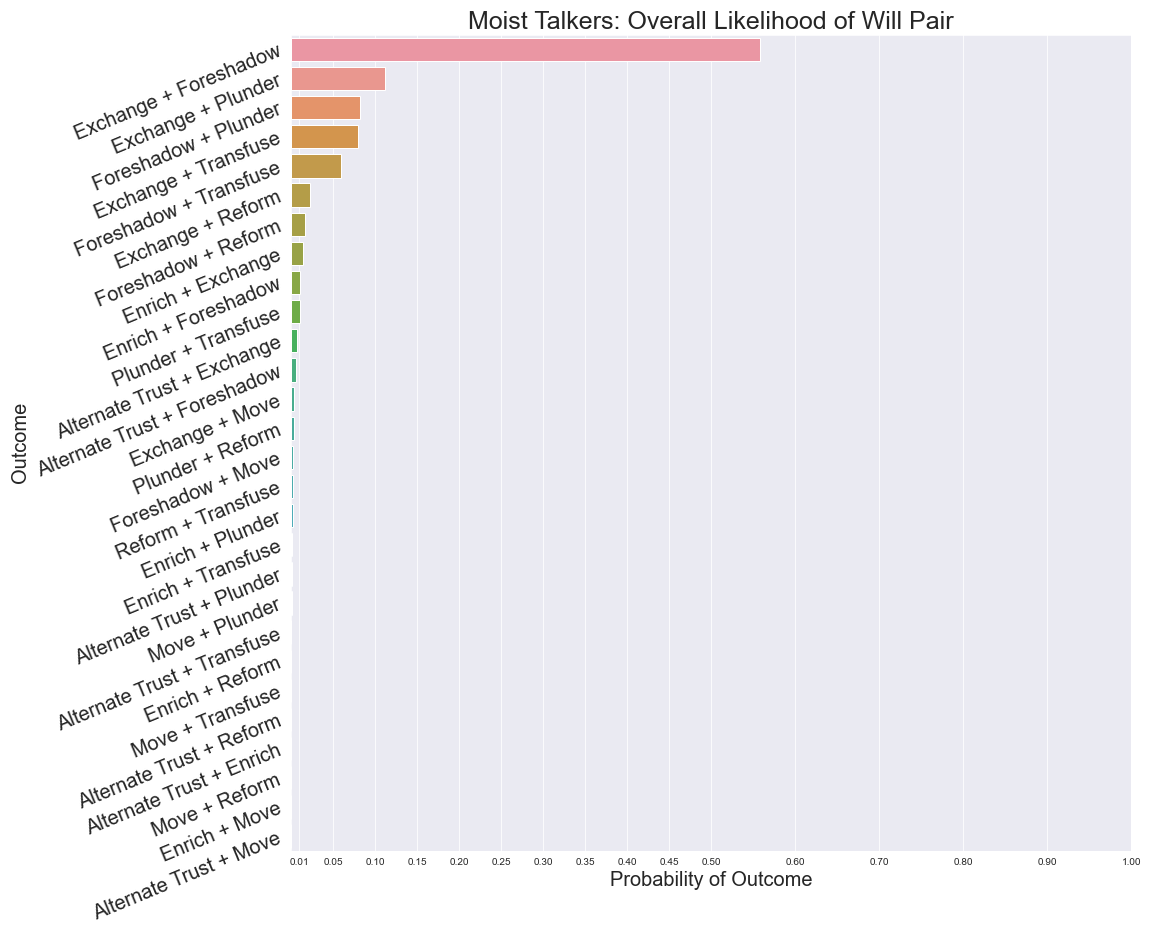 Moist Talkers: Overall Likelihood of Will Pair
Exchange + Foreshadow
Exchange + Plunder
Foreshadow + Plunder
Exchange + Transfuse
Foreshadow + Transfuse
Exchange + Reform
Foreshadow + Reform
Enrich + Exchange
Enrich + Foreshadow
Plunder + Transfuse
Alternate Trust + Exchange
Alternate Trust + Foreshadow
Exchange + Move
Plunder + Reform
Foreshadow + Move
Reform + Transfuse
Enrich + Plunder
Enrich + Transfuse
Alternate Trust + Plunder
Move + Plunder
Alternate Trust + Transfuse
Enrich + Reform
Move + Transfuse
Alternate Trust + Reform
Alternate Trust + Enrich
Move + Reform
Enrich + Move
Alternate Trust + Move
Outcome
0.01 0.05 0.10 0.15 0.20 0.25 0.30 0.35 0.40 0.45 0.50 0.60 0.70 0.80 0.90 1.00
Probability of Outcome